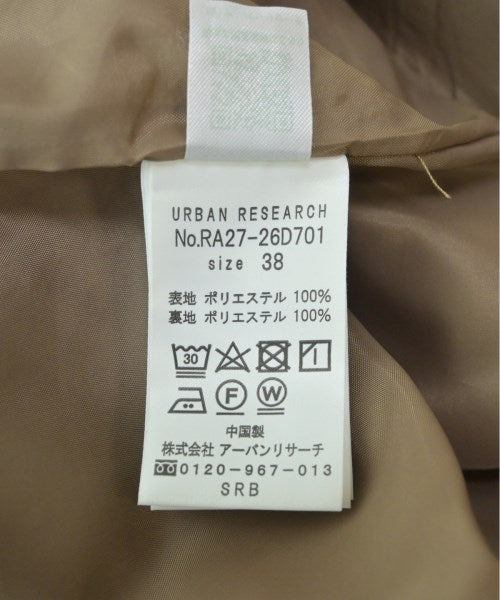 URBAN RESEARCH
No.RA27-26D701
size 38
表地 ポリエステル 100%
裏地 ポリエステル 100%
30
F W
中国製
株式会社 アーバンリサーチ
0120-967-013
SRB